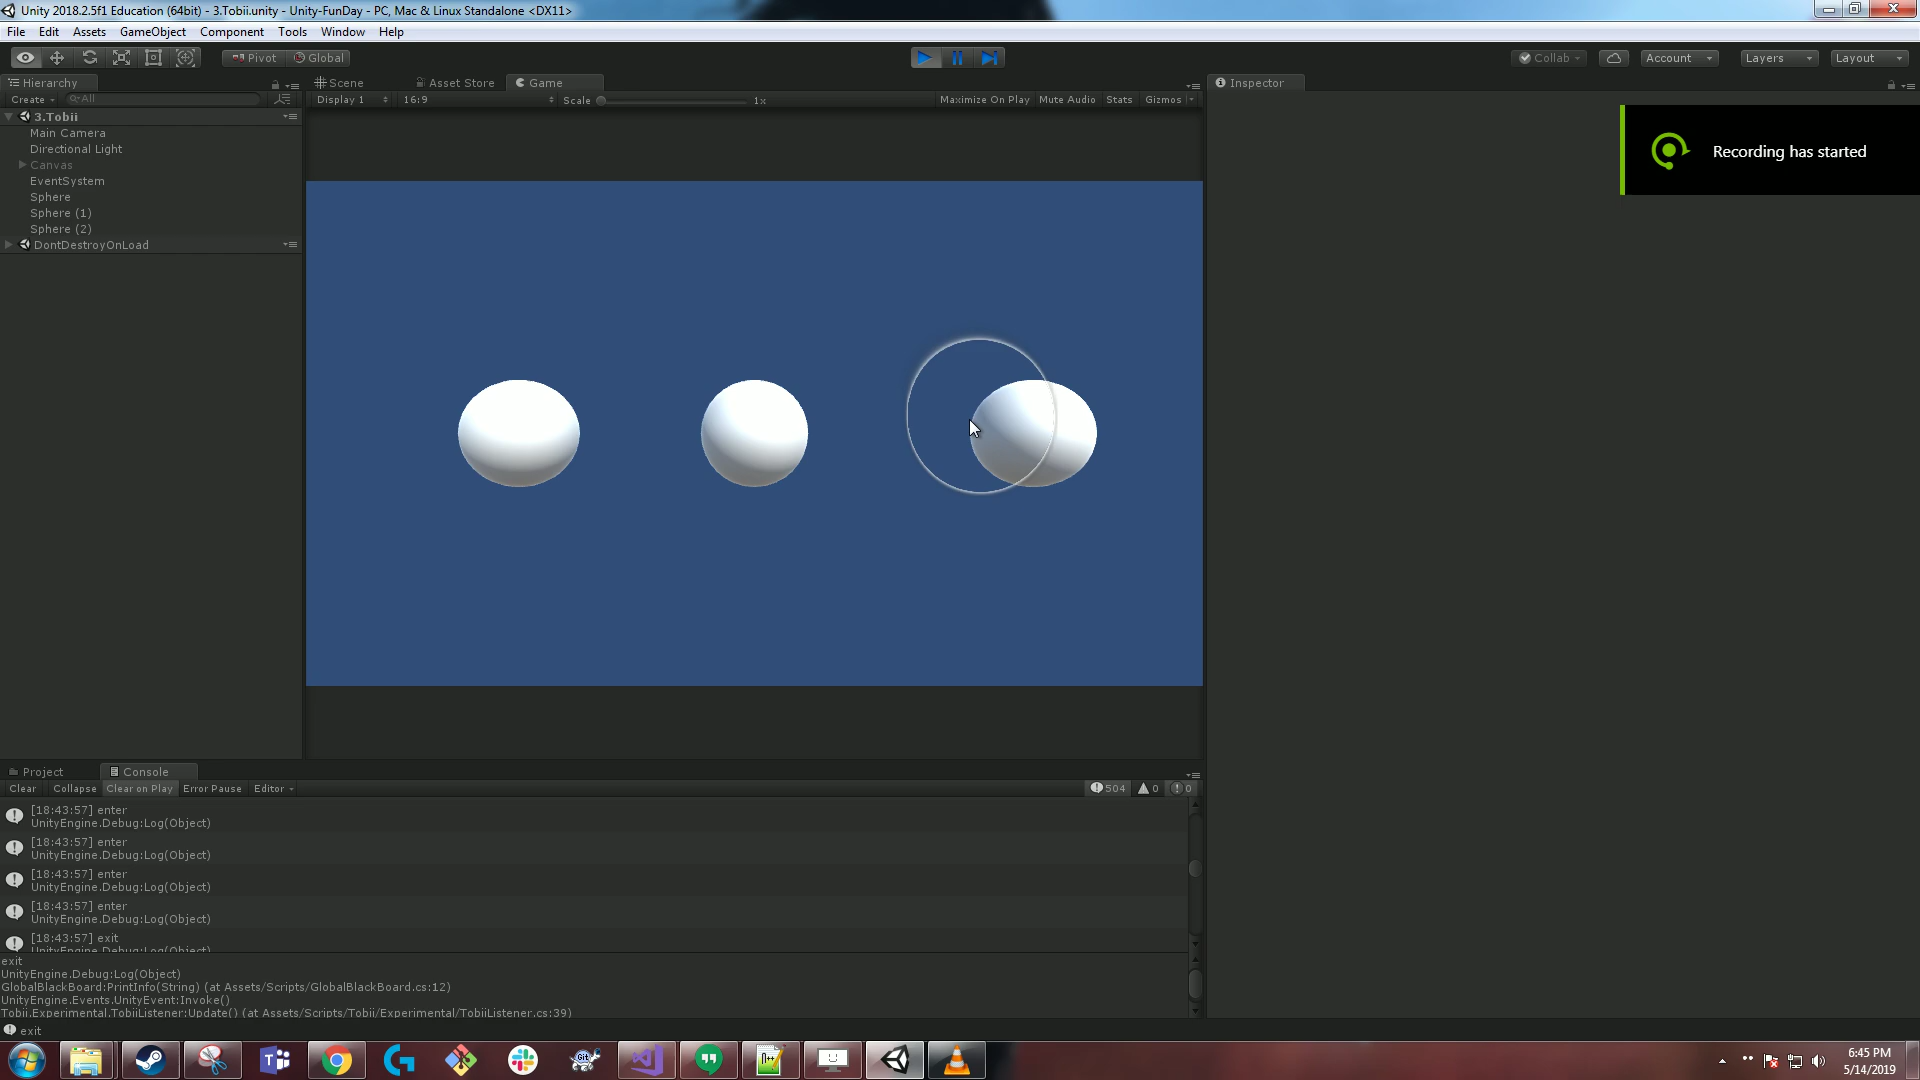 Unity 2018.2.5f1 Education (64bit) - 3.Tobii.unity - Unity-FunDay - PC, Mac & Linux Standalone <DX11>
File Edit Assets GameObject Component Tools Window Help
Pivot Global Collab Account Layers Layout
Hierarchy Scene Asset Store Game Inspector
Create All Display 1 16:9 Scale 1x Maximize On Play Mute Audio Stats Gizmos
3.Tobii
Main Camera
Directional Light
Recording has started
Canvas
EventSystem
Sphere
Sphere (1)
Sphere (2)
DontDestroyOnLoad
Project Console
Clear Collapse Clear on Play Error Pause Editor 504 0 0
[18:43:57] enter
UnityEngine.Debug:Log(Object)
[18:43:57] enter
UnityEngine.Debug:Log(Object)
[18:43:57] enter
UnityEngine.Debug:Log(Object)
[18:43:57] enter
UnityEngine.Debug:Log(Object)
[18:43:57] exit
UnityEngine.Debug:Log(Object)
exit
UnityEngine.Debug:Log(Object)
GlobalBlackBoard:PrintInfo(String) (at Assets/Scripts/GlobalBlackBoard.cs:12)
UnityEngine.Events.UnityEvent:Invoke()
Tobii.Experimental.TobiiListener:Update() (at Assets/Scripts/Tobii/Experimental/TobiiListener.cs:39)
exit
6:45 PM
5/14/2019